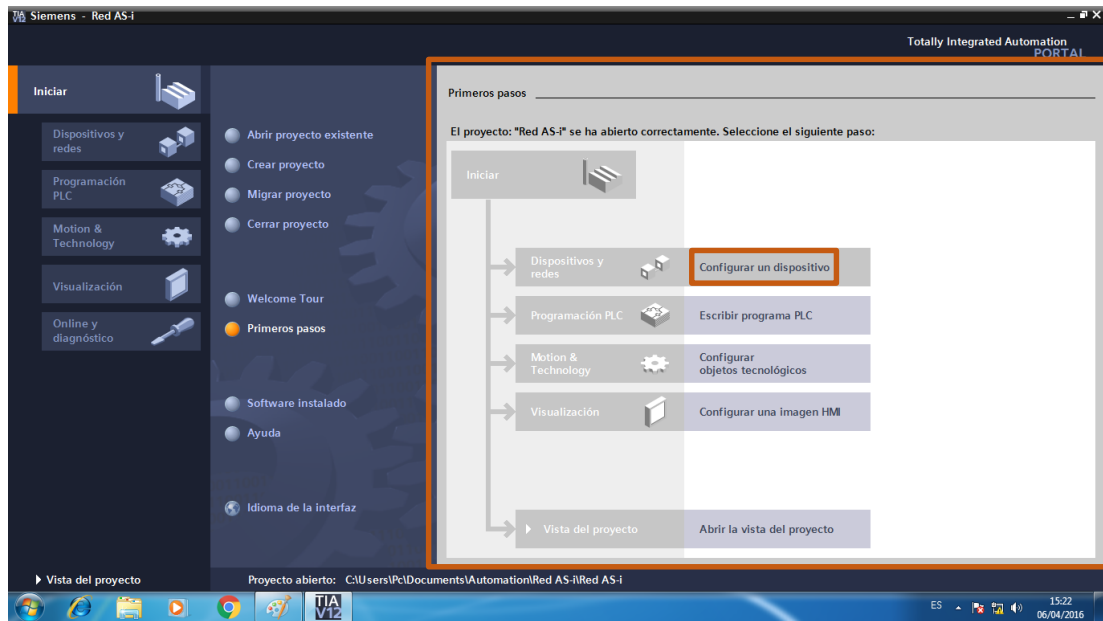 TIA V12 Siemens - Red AS-i
Totally Integrated Automation
PORTAL
Iniciar
Dispositivos y
redes
Programación
PLC
Motion &
Technology
Visualización
Online y
diagnóstico
Vista del proyecto
Abrir proyecto existente
Crear proyecto
Migrar proyecto
Cerrar proyecto
Welcome Tour
Primeros pasos
Software instalado
Ayuda
Idioma de la interfaz
Primeros pasos
El proyecto: "Red AS-i" se ha abierto correctamente. Seleccione el siguiente paso:
Iniciar
Dispositivos y
redes
Configurar un dispositivo
Programación PLC
Escribir programa PLC
Motion &
Technology
Configurar
objetos tecnológicos
Visualización
Configurar una imagen HMI
Vista del proyecto
Abrir la vista del proyecto
Proyecto abierto: C:\Users\Pc\Documents\Automation\Red AS-i\Red AS-i
TIA
V12
ES
15:22
06/04/2016